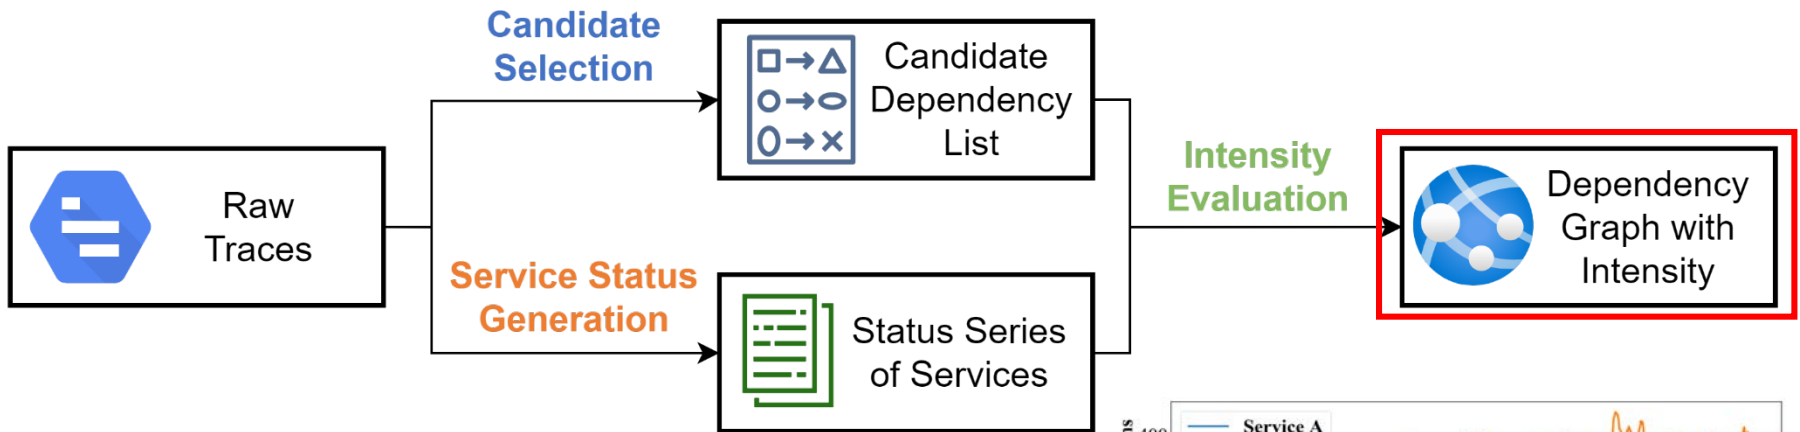 Candidate
Selection
Candidate
Dependency
List
Raw
Traces
Service Status
Generation
Status Series
of Services
Intensity
Evaluation
Dependency
Graph with
Intensity
Service A